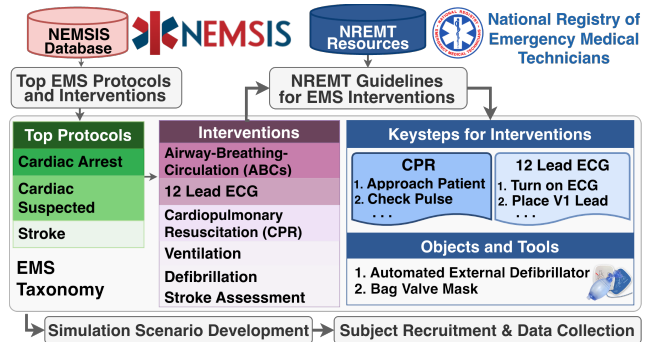 NEMSIS
Database
NEMSIS
NREMT
Resources
National Registry of
Emergency Medical
Technicians
Top EMS Protocols
and Interventions
NREMT Guidelines
for EMS Interventions
Top Protocols
Cardiac Arrest
Cardiac
Suspected
Stroke
EMS
Taxonomy
Interventions
Airway-Breathing-
Circulation (ABCs)
12 Lead ECG
Cardiopulmonary
Resuscitation (CPR)
Ventilation
Defibrillation
Stroke Assessment
Keysteps for Interventions
CPR
1. Approach Patient
2. Check Pulse
...
12 Lead ECG
1. Turn on ECG
2. Place V1 Lead
...
Objects and Tools
1. Automated External Defibrillator
2. Bag Valve Mask
Simulation Scenario Development
Subject Recruitment & Data Collection